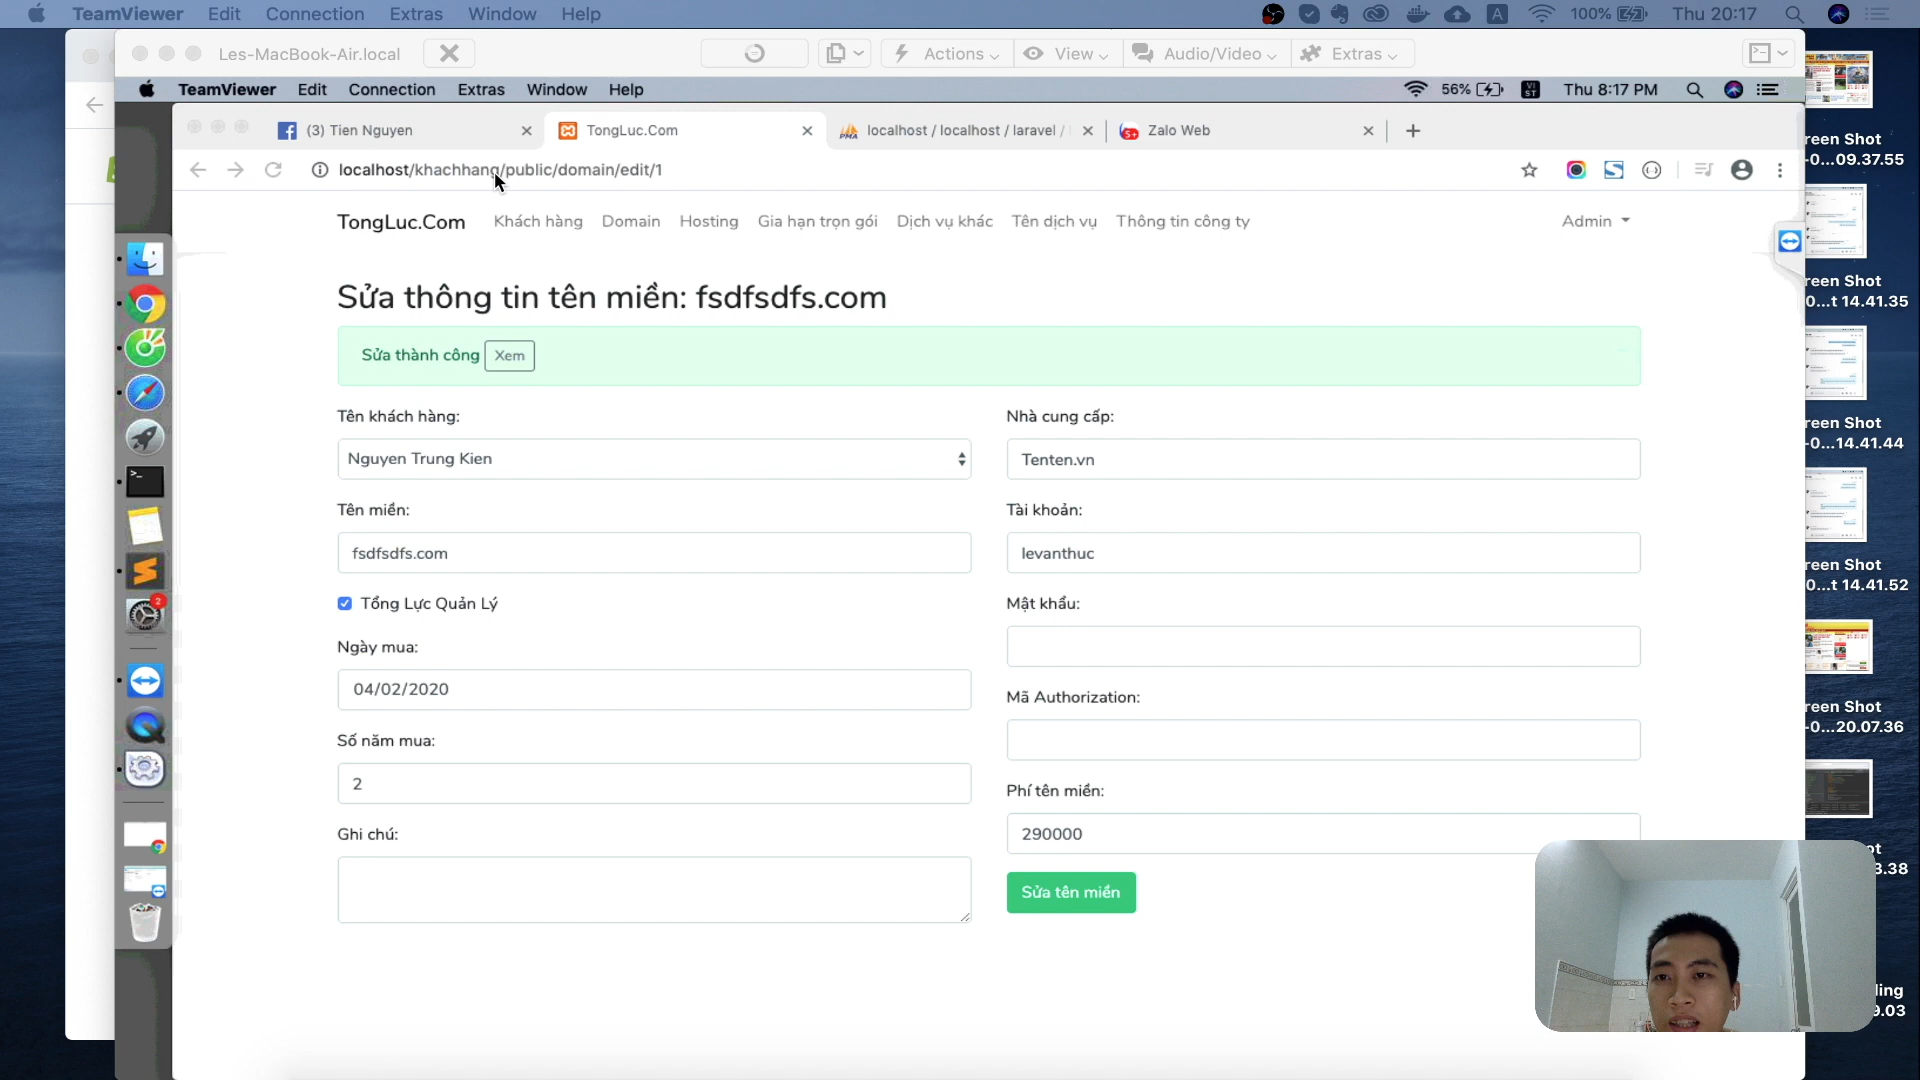 TeamViewer Edit Connection Extras Window Help
100% Thu 20:17
Les-MacBook-Air.local
Actions View Audio/Video Extras
TeamViewer Edit Connection Extras Window Help
56% VI ST Thu 8:17 PM
(3) Tien Nguyen
TongLuc.Com
localhost / localhost / laravel /
Zalo Web
localhost/khachhang/public/domain/edit/1
TongLuc.Com Khách hàng Domain Hosting Gia hạn trọn gói Dịch vụ khác Tên dịch vụ Thông tin công ty Admin
Sửa thông tin tên miền: fsdfsdfs.com
Sửa thành công Xem
Tên khách hàng:
Nguyen Trung Kien
Tên miền:
fsdfsdfs.com
Tổng Lực Quản Lý
Ngày mua:
04/02/2020
Số năm mua:
2
Ghi chú:
Nhà cung cấp:
Tenten.vn
Tài khoản:
levanthuc
Mật khẩu:
Mã Authorization:
Phí tên miền:
290000
Sửa tên miền
reen Shot
-0...09.37.55
reen Shot
0...t 14.41.35
reen Shot
-0...t 14.41.44
reen Shot
0...t 14.41.52
reen Shot
-0...20.07.36
ot
3.38
ling
9.03